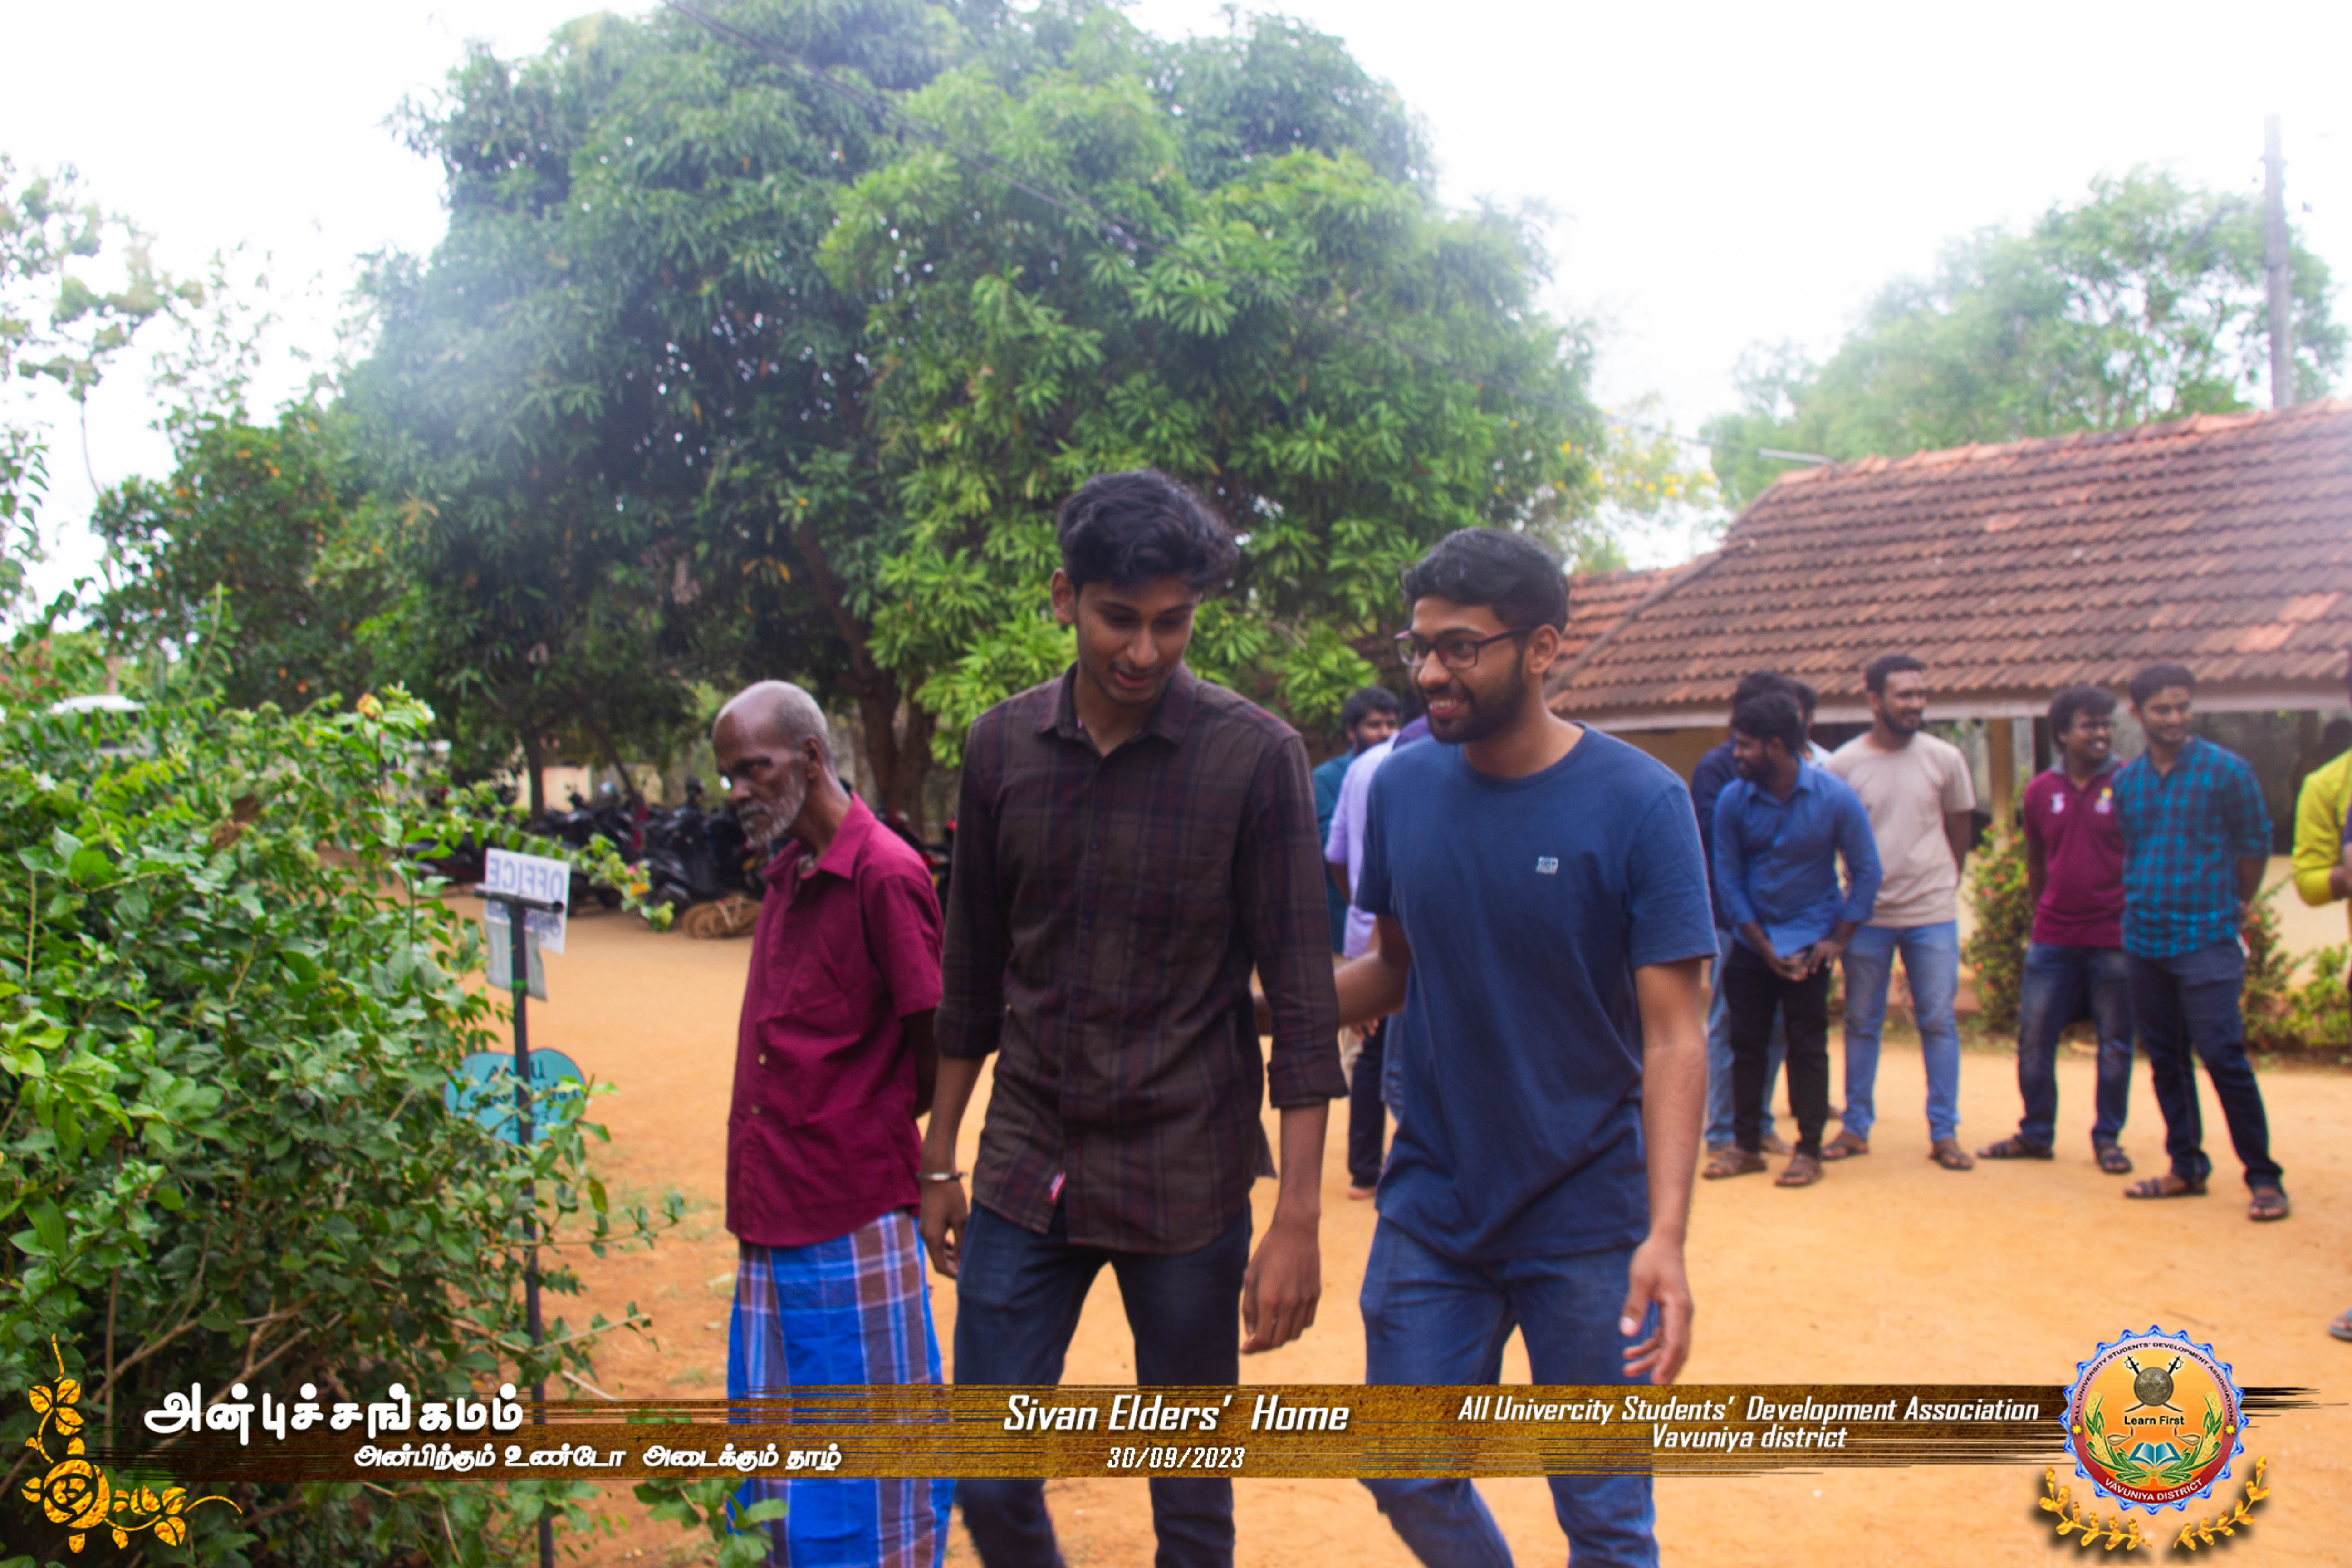 OFFICE
அன்புச்சங்கமம்
அன்பிற்கும் உண்டோ அடைக்கும் தாழ்
Sivan Elders' Home
30/09/2023
All Univercity Students' Development Association
Vavuniya district
ALL UNIVERSITY STUDENTS' DEVELOPMENT ASSOCIATION
Learn First
VAVUNIYA DISTRICT